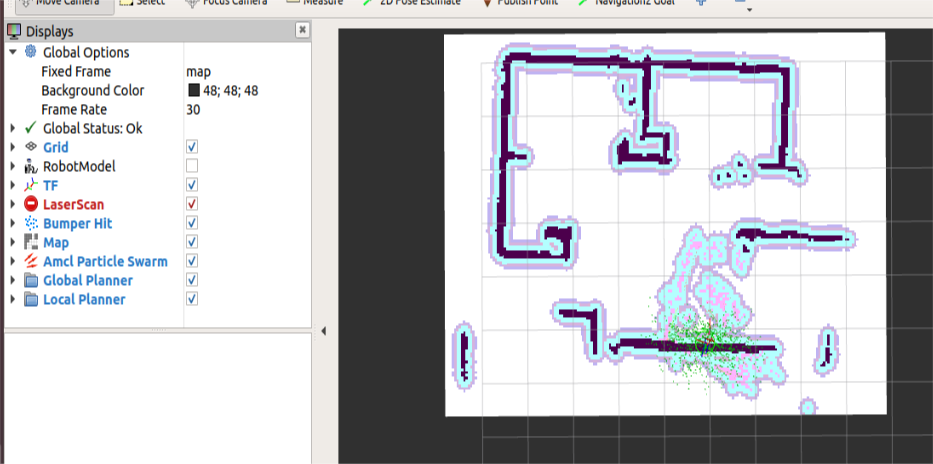 Move Camera Select Focus Camera Measure 2D Pose Estimate Publish Point Navigation2 Goal
Displays
Global Options
Fixed Frame map
Background Color 48; 48; 48
Frame Rate 30
Global Status: Ok
Grid
RobotModel
TF
LaserScan
Bumper Hit
Map
Amcl Particle Swarm
Global Planner
Local Planner